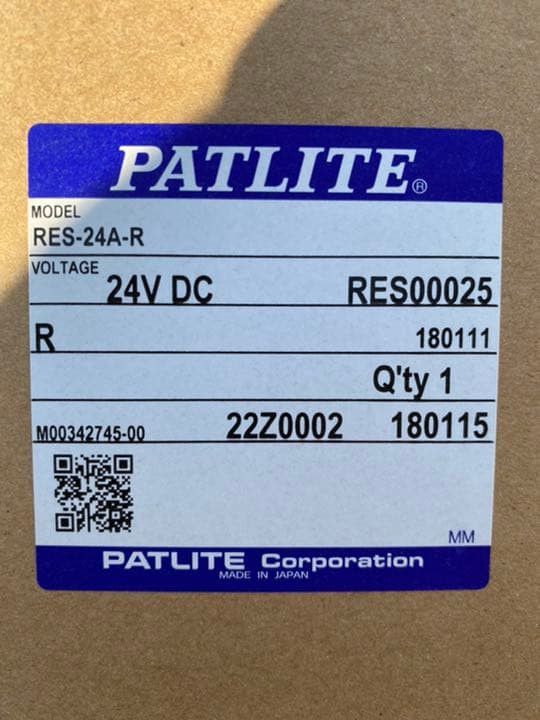 PATLITE®
MODEL
RES-24A-R
VOLTAGE
24V DC RES00025
R 180111
Q'ty 1
M00342745-00 22Z0002 180115
MM
PATLITE Corporation
MADE IN JAPAN